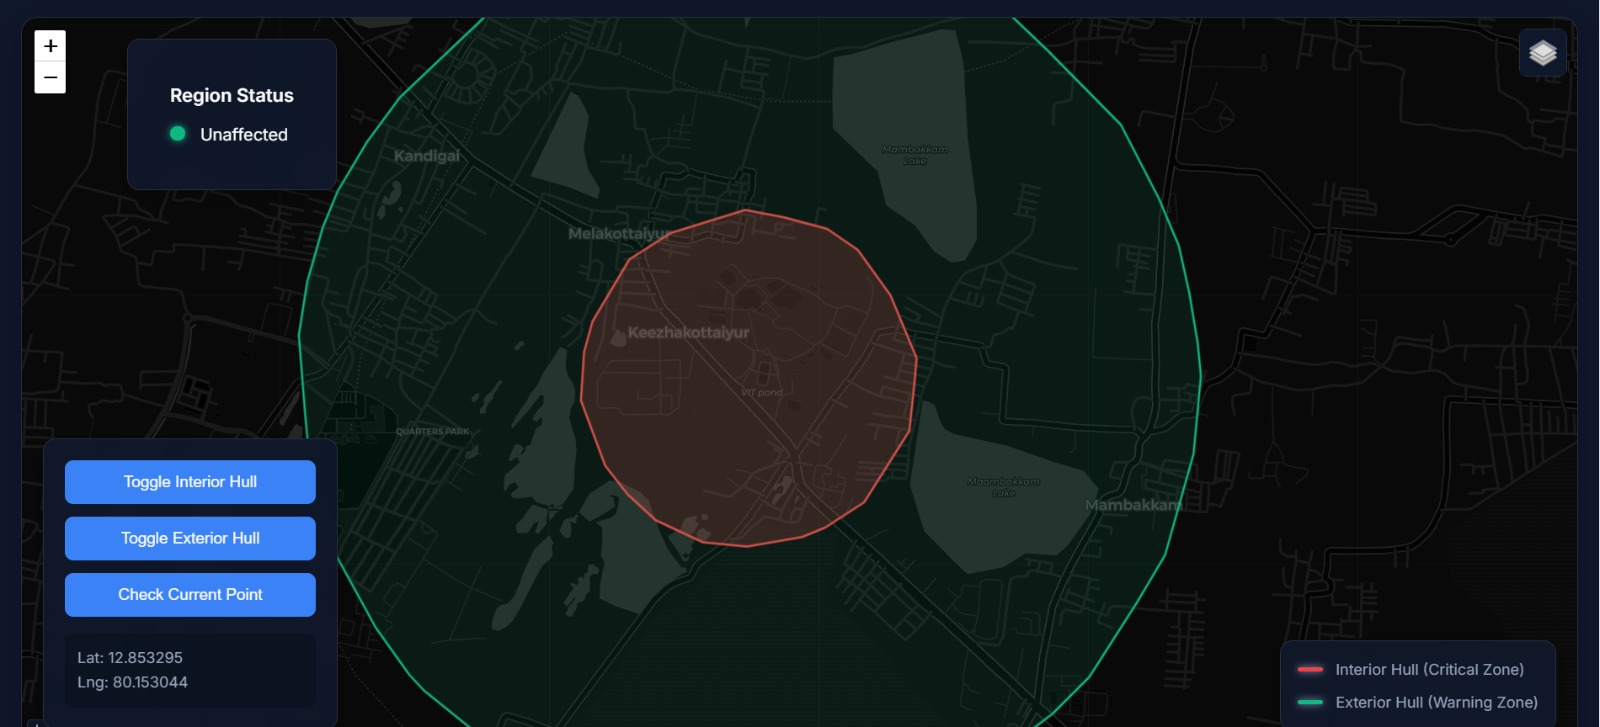 +
−
Region Status
Unaffected
Kandigai
Mambakkam
Lake
Melakottaiyur
Keezhakottaiyur
VIT pond
QUARTERS PARK
Maambakkam
Lake
Mambakkam
Toggle Interior Hull
Toggle Exterior Hull
Check Current Point
Lat: 12.853295
Lng: 80.153044
Interior Hull (Critical Zone)
Exterior Hull (Warning Zone)